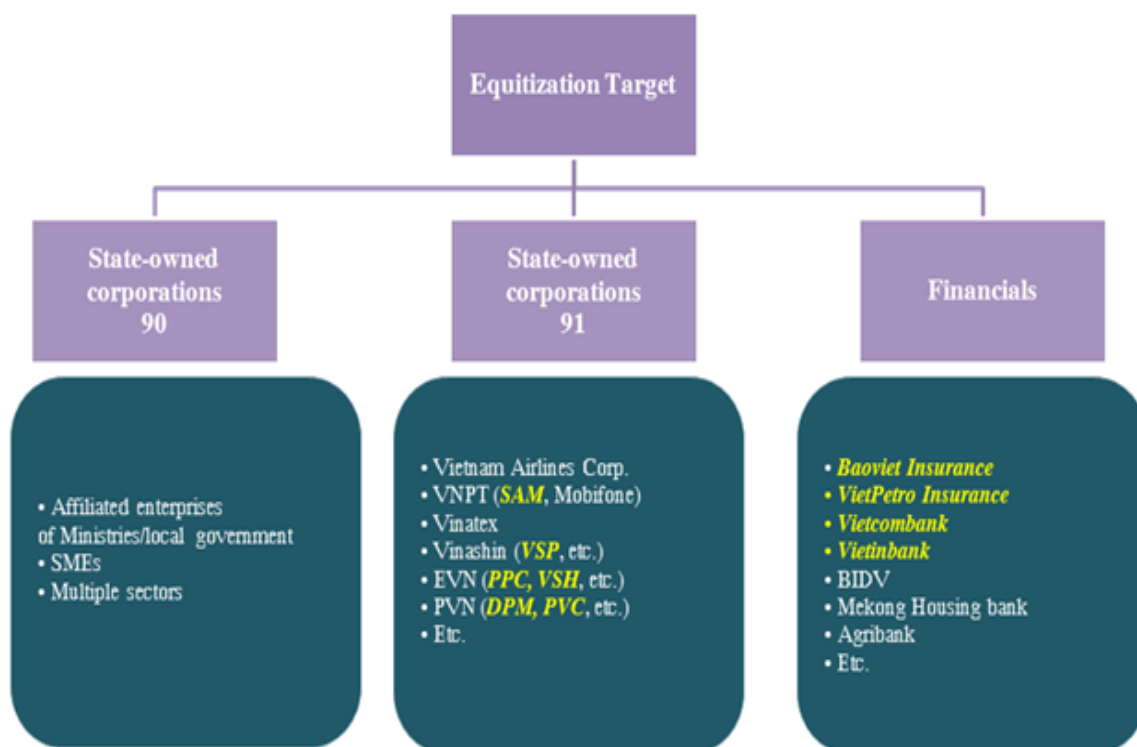 Equitization Target
State-owned
corporations
90
State-owned
corporations
91
Financials
• Affiliated enterprises
of Ministries/local government
• SMEs
• Multiple sectors
• Vietnam Airlines Corp.
• VNPT (SAM, Mobifone)
• Vinatex
• Vinashin (VSP, etc.)
• EVN (PPC, VSH, etc.)
• PVN (DPM, PVC, etc.)
• Etc.
• Baoviet Insurance
• VietPetro Insurance
• Vietcombank
• Vietinbank
• BIDV
• Mekong Housing bank
• Agribank
• Etc.